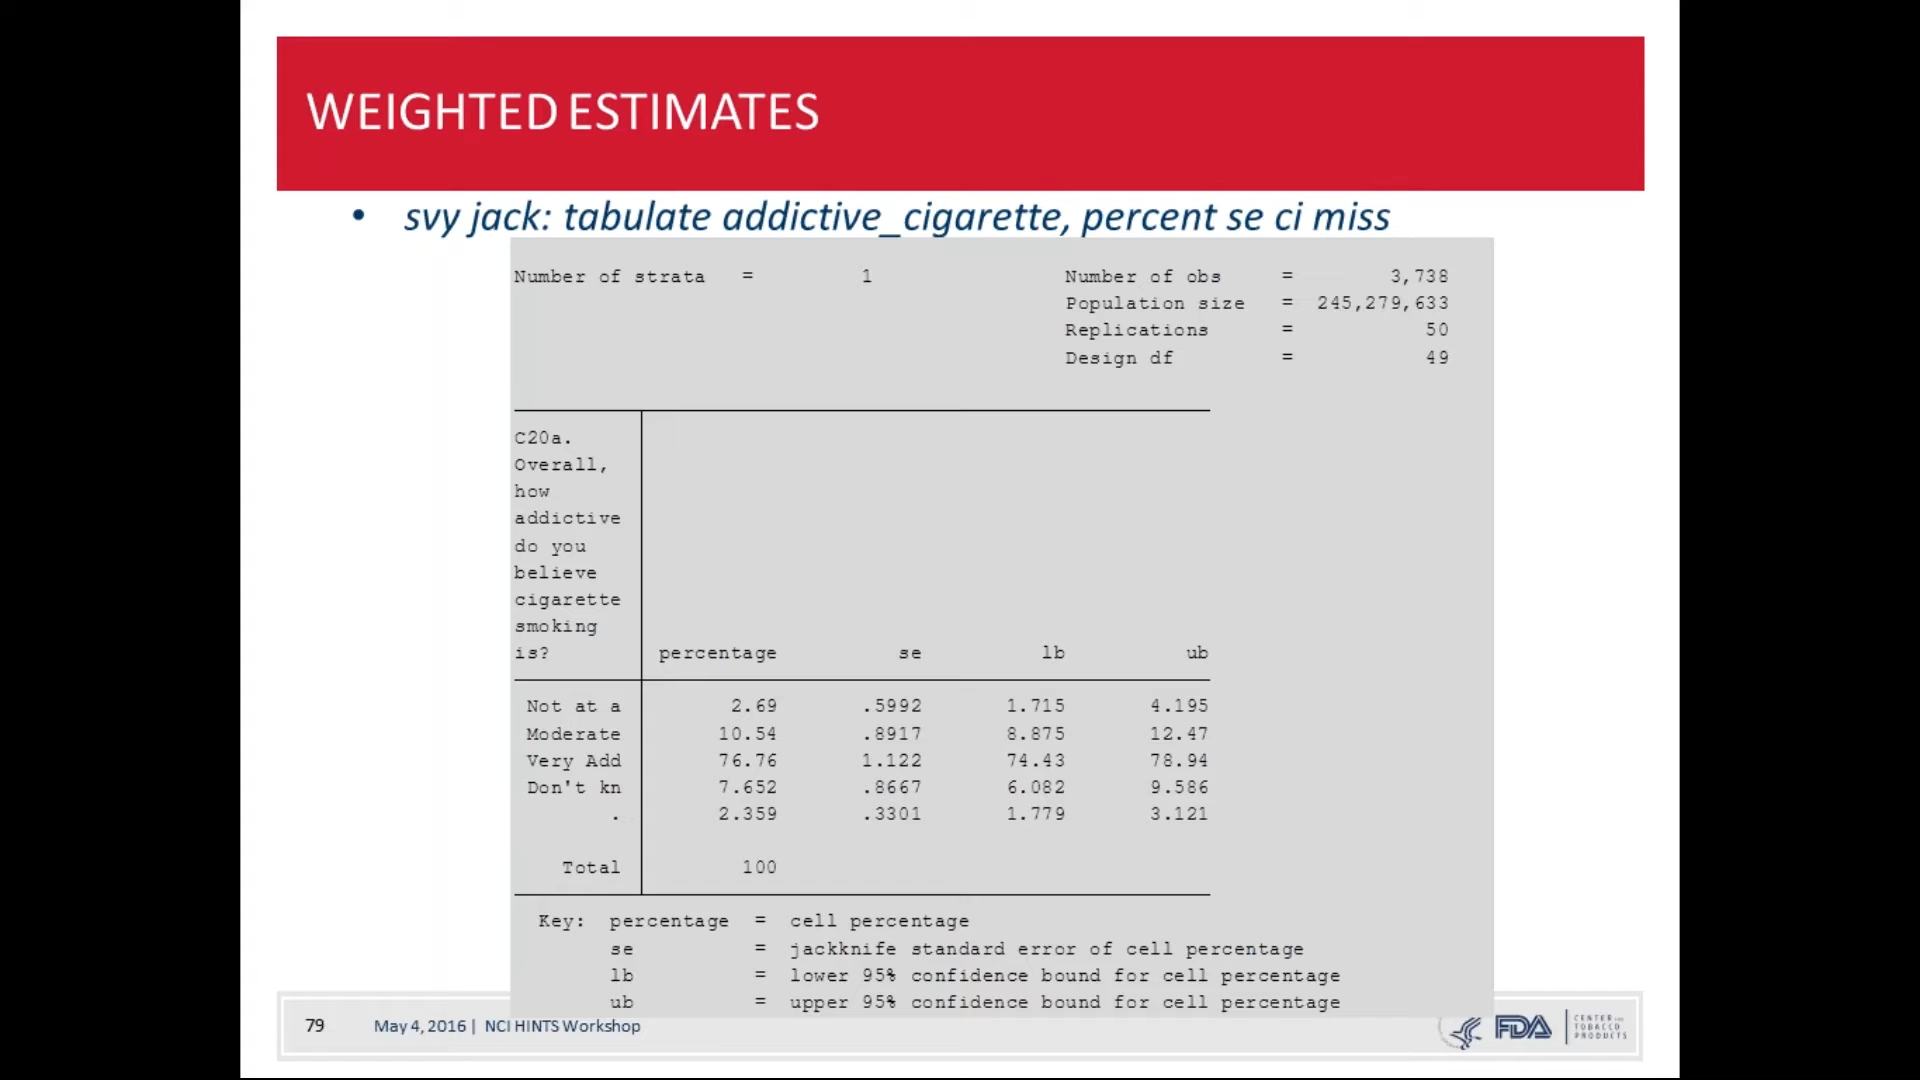 WEIGHTED ESTIMATES
• svy jack: tabulate addictive_cigarette, percent se ci miss
Number of strata = 1 Number of obs = 3,738
Population size = 245,279,633
Replications = 50
Design df = 49
C20a.
Overall,
how
addictive
do you
believe
cigarette
smoking
is? percentage se lb ub
Not at a 2.69 .5992 1.715 4.195
Moderate 10.54 .8917 8.875 12.47
Very Add 76.76 1.122 74.43 78.94
Don't kn 7.652 .8667 6.082 9.586
. 2.359 .3301 1.779 3.121
Total 100
Key: percentage = cell percentage
se = jackknife standard error of cell percentage
lb = lower 95% confidence bound for cell percentage
ub = upper 95% confidence bound for cell percentage
79 May 4, 2016 | NCI HINTS Workshop
FDA
CENTER FOR
TOBACCO
PRODUCTS